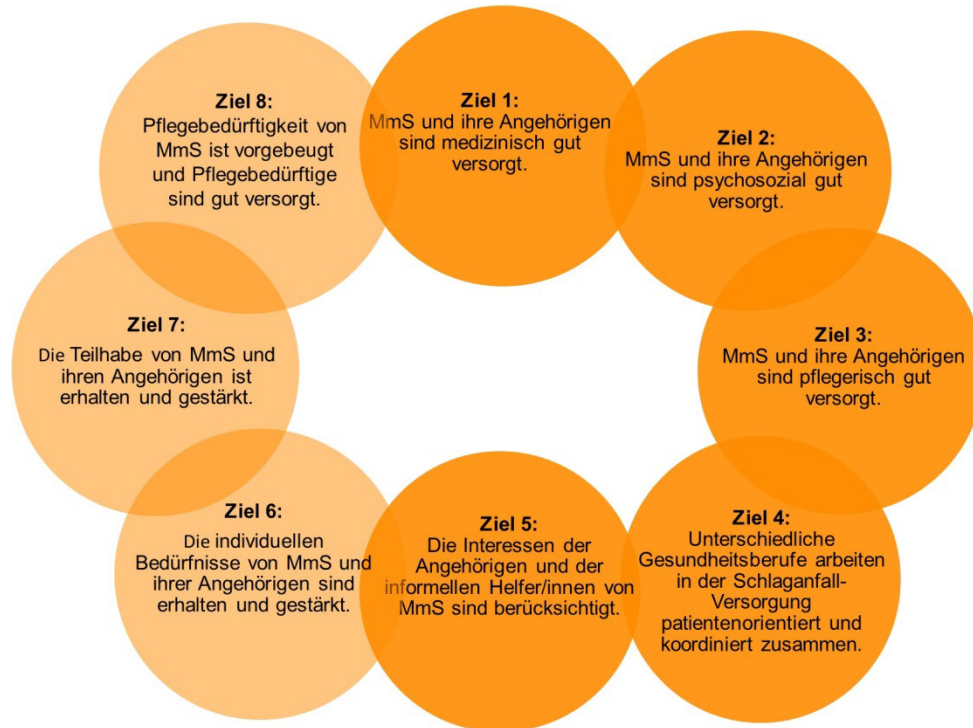 Ziel 1:
MmS und ihre Angehörigen
sind medizinisch gut
versorgt.
Ziel 2:
MmS und ihre Angehörigen
sind psychosozial gut
versorgt.
Ziel 3:
MmS und ihre Angehörigen
sind pflegerisch gut
versorgt.
Ziel 4:
Unterschiedliche
Gesundheitsberufe arbeiten
in der Schlaganfall-
Versorgung
patientenorientiert und
koordiniert zusammen.
Ziel 5:
Die Interessen der
Angehörigen und der
informellen Helfer/innen von
MmS sind berücksichtigt.
Ziel 6:
Die individuellen
Bedürfnisse von MmS und
ihrer Angehörigen sind
erhalten und gestärkt.
Ziel 7:
Die Teilhabe von MmS und
ihren Angehörigen ist
erhalten und gestärkt.
Ziel 8:
Pflegebedürftigkeit von
MmS ist vorgebeugt
und Pflegebedürftige
sind gut versorgt.